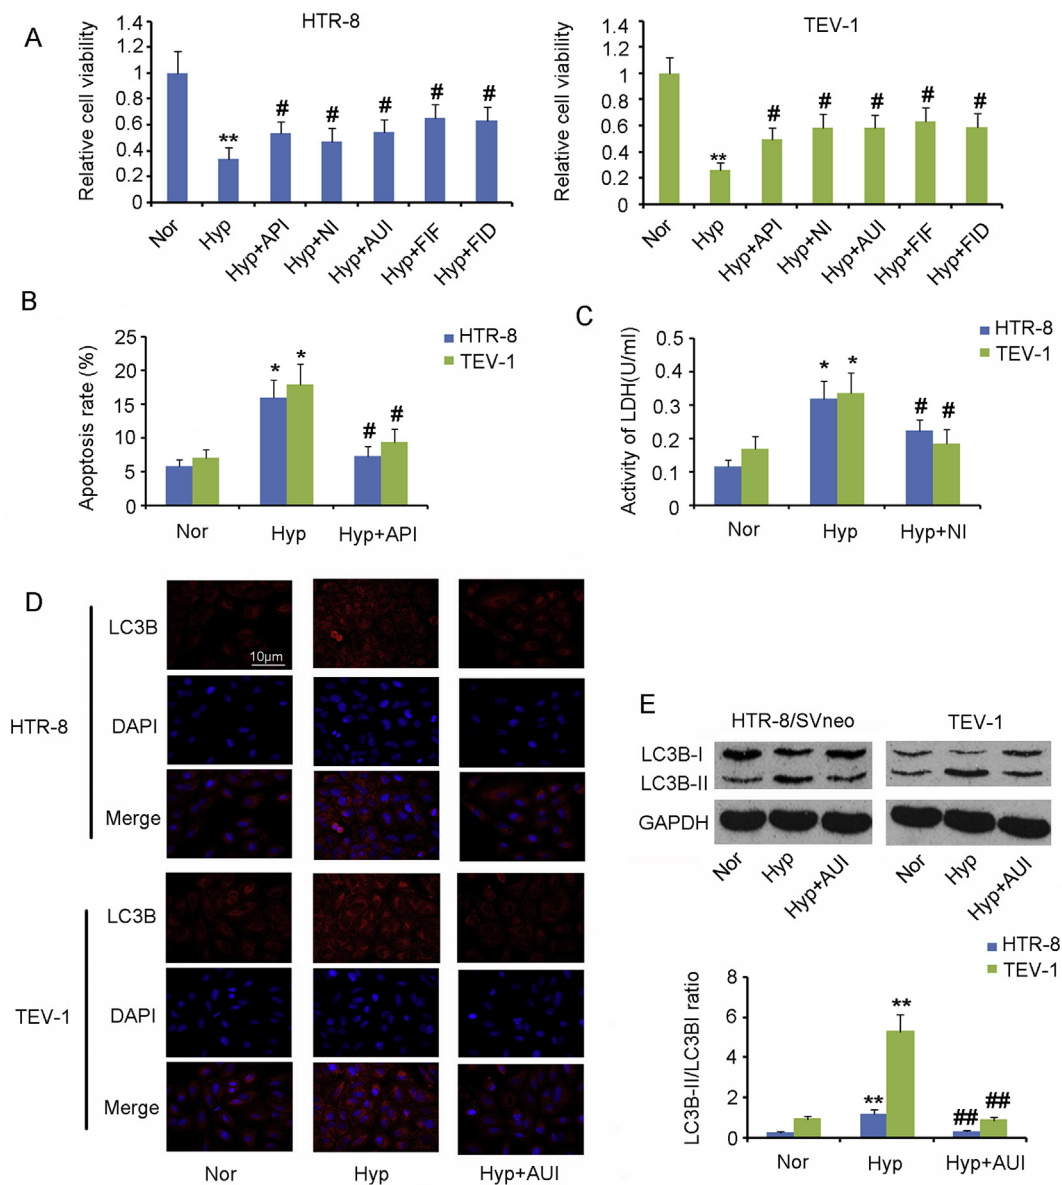 A
HTR-8
Relative cell viability
1.4
1.2
1
0.8
0.6
0.4
0.2
0
**
#
#
#
#
#
Nor
Hyp
Hyp+API
Hyp+NI
Hyp+AUI
Hyp+FIF
Hyp+FID
TEV-1
Relative cell viability
1.4
1.2
1
0.8
0.6
0.4
0.2
0
**
#
#
#
#
#
Nor
Hyp
Hyp+API
Hyp+NI
Hyp+AUI
Hyp+FIF
Hyp+FID
B
HTR-8
TEV-1
Apoptosis rate (%)
25
20
15
10
5
0
* *
# #
Nor Hyp Hyp+API
C
HTR-8
TEV-1
Activity of LDH(U/ml)
0.5
0.4
0.3
0.2
0.1
0
* *
# #
Nor Hyp Hyp+NI
D
HTR-8
LC3B
10μm
DAPI
Merge
TEV-1
LC3B
DAPI
Merge
Nor Hyp Hyp+AUI
E
HTR-8/SVneo TEV-1
LC3B-I
LC3B-II
GAPDH
Nor
Hyp
Hyp+AUI
Nor
Hyp
Hyp+AUI
HTR-8
TEV-1
LC3B-II/LC3BI ratio
8
6
4
2
0
**
**
##
##
Nor Hyp Hyp+AUI